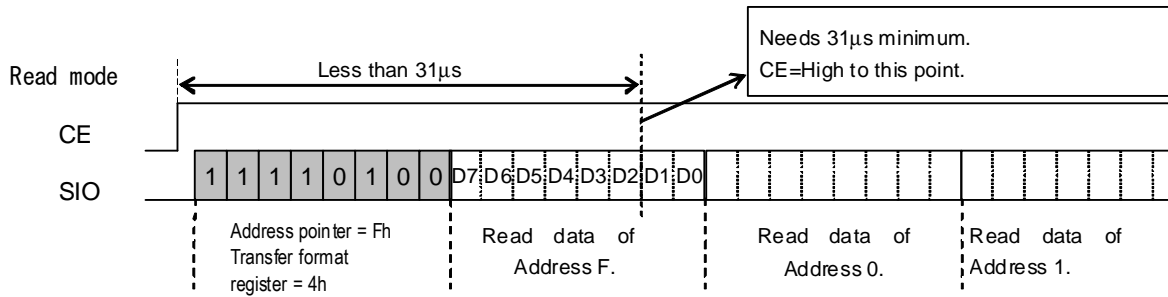 Needs 31μs minimum.
CE=High to this point.
Read mode
Less than 31μs
CE
SIO
1 1 1 1 0 1 0 0 D7 D6 D5 D4 D3 D2 D1 D0
Address pointer = Fh
Transfer format
register = 4h
Read data of
Address F.
Read data of
Address 0.
Read data of
Address 1.